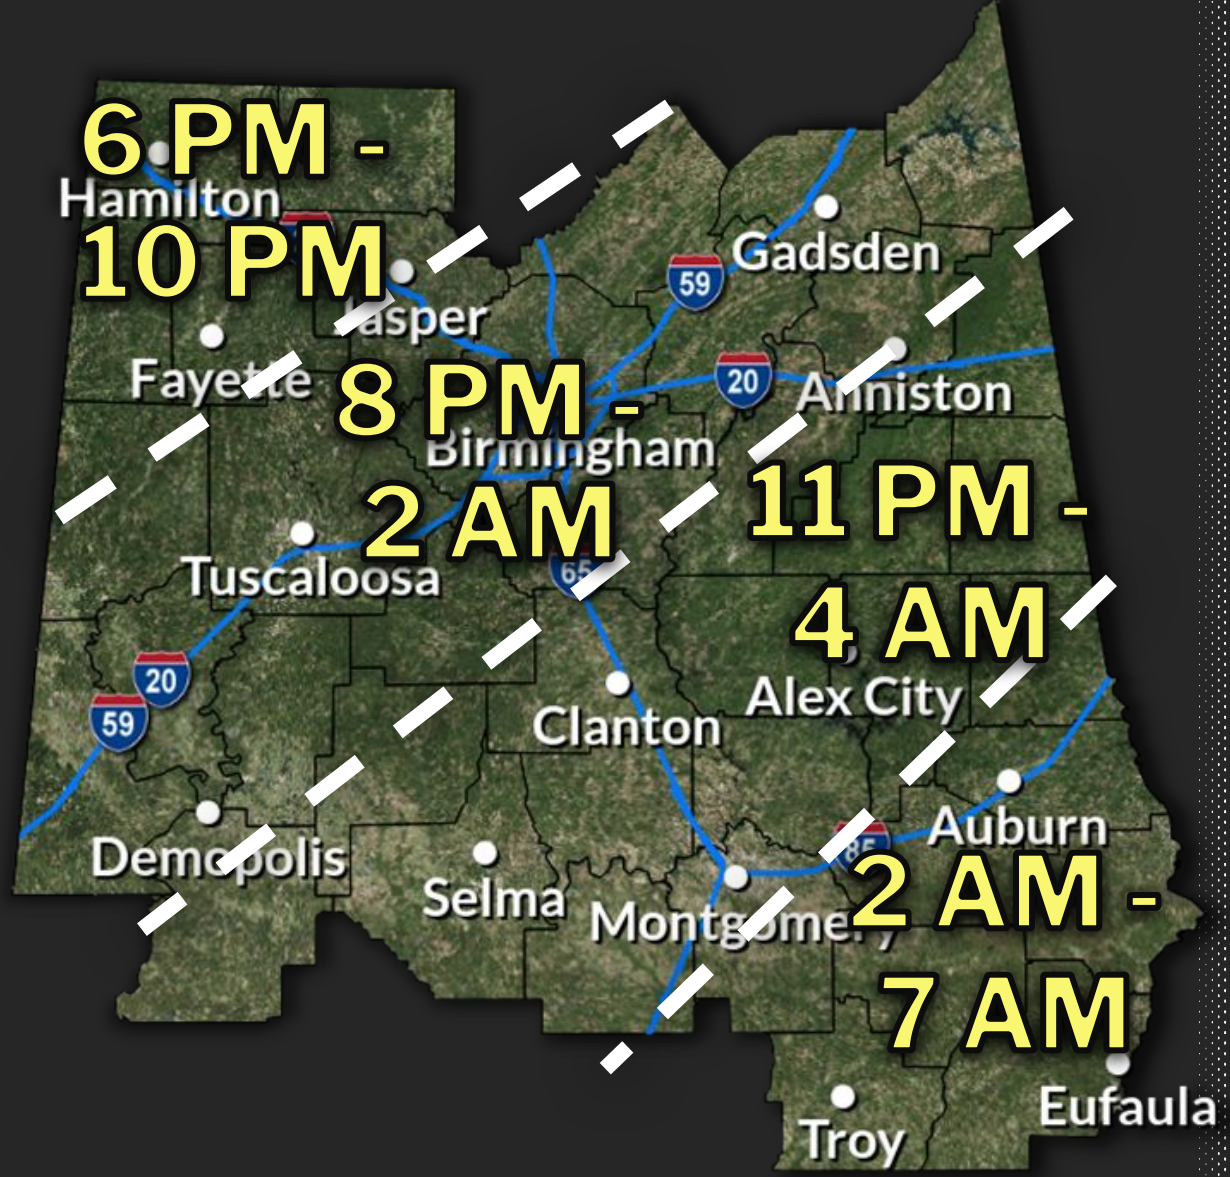 6 PM -
Hamilton
10 PM
Jasper
Gadsden
59
Fayette
8 PM -
20
Anniston
Birmingham
2 AM
11 PM -
65
Tuscaloosa
4 AM
20
59
Clanton
Alex City
Demopolis
Selma
Auburn
85
Montgomery
2 AM -
7 AM
Troy
Eufaula